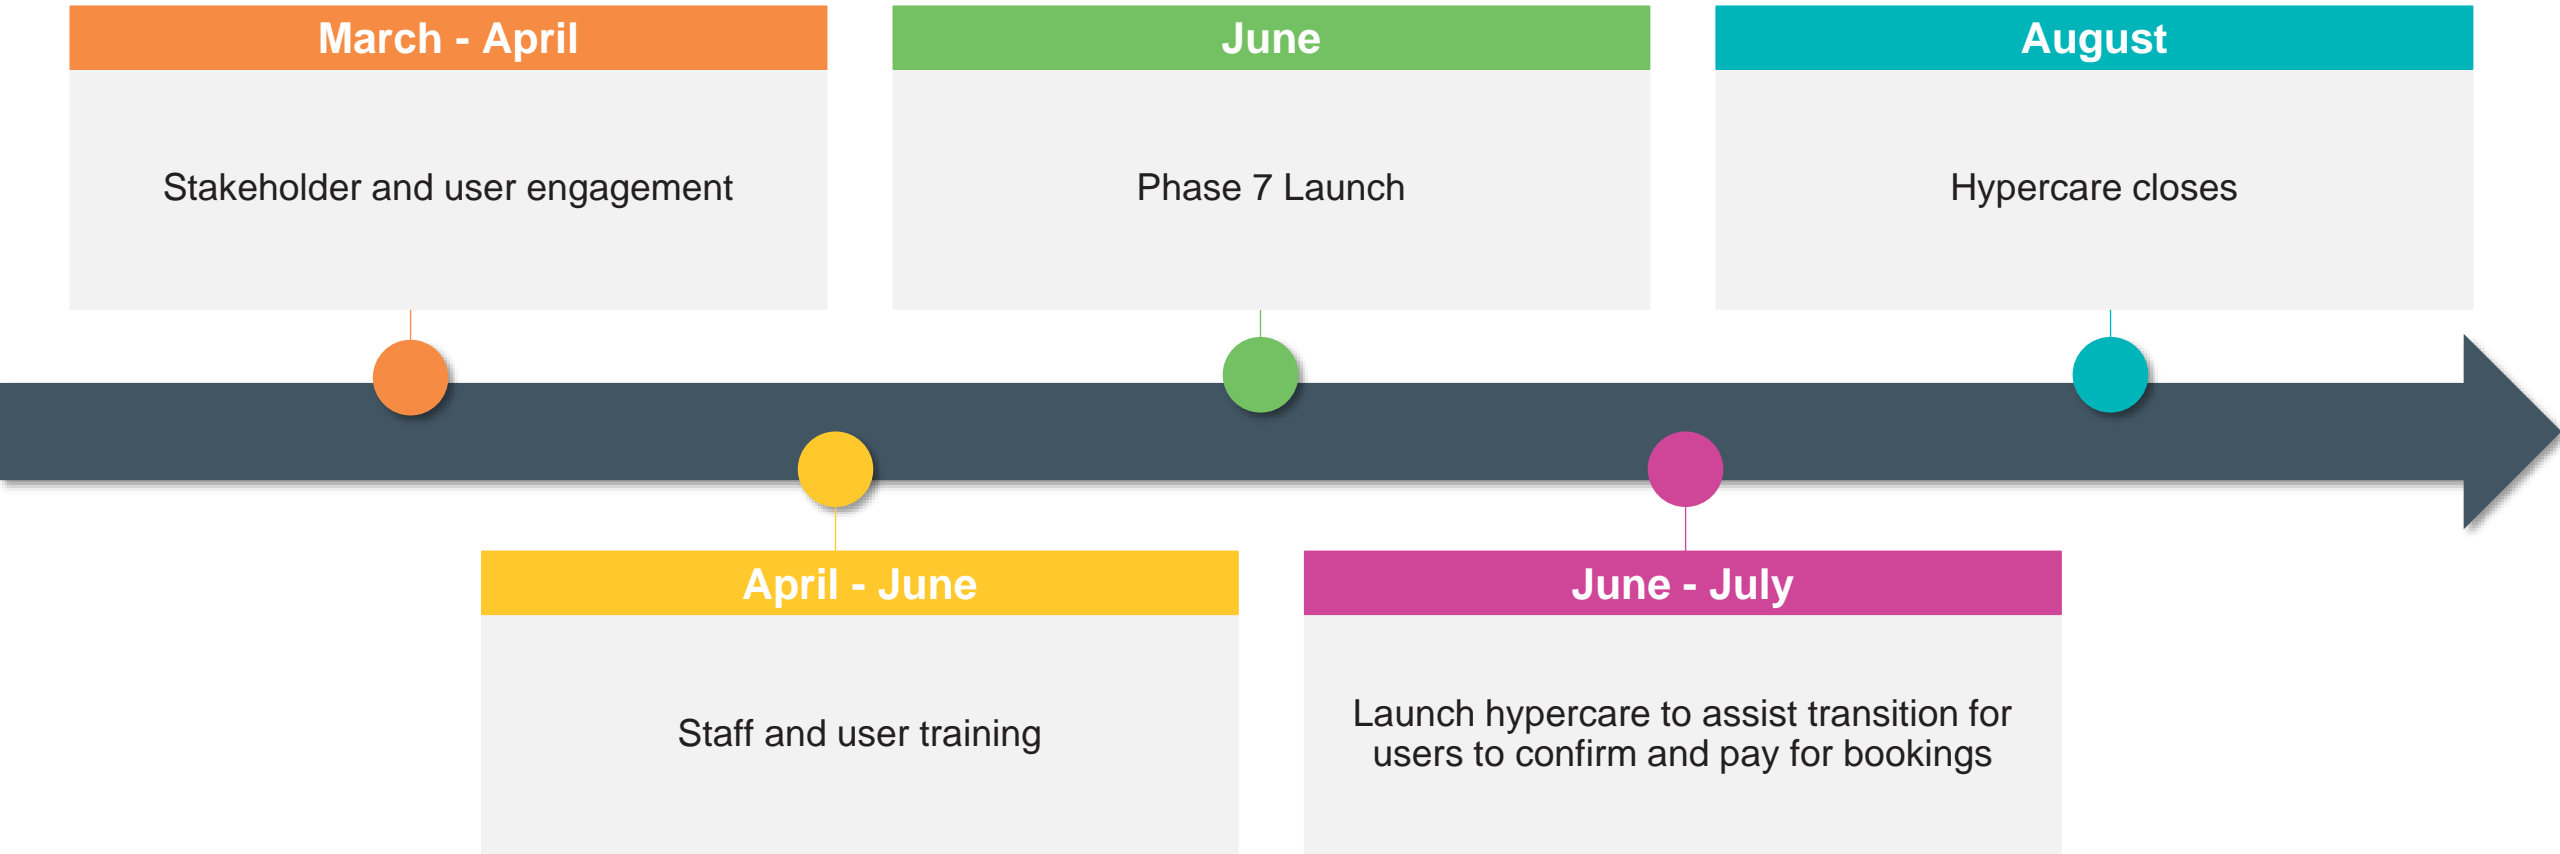 March - April
Stakeholder and user engagement
June
Phase 7 Launch
August
Hypercare closes
April - June
Staff and user training
June - July
Launch hypercare to assist transition for
users to confirm and pay for bookings